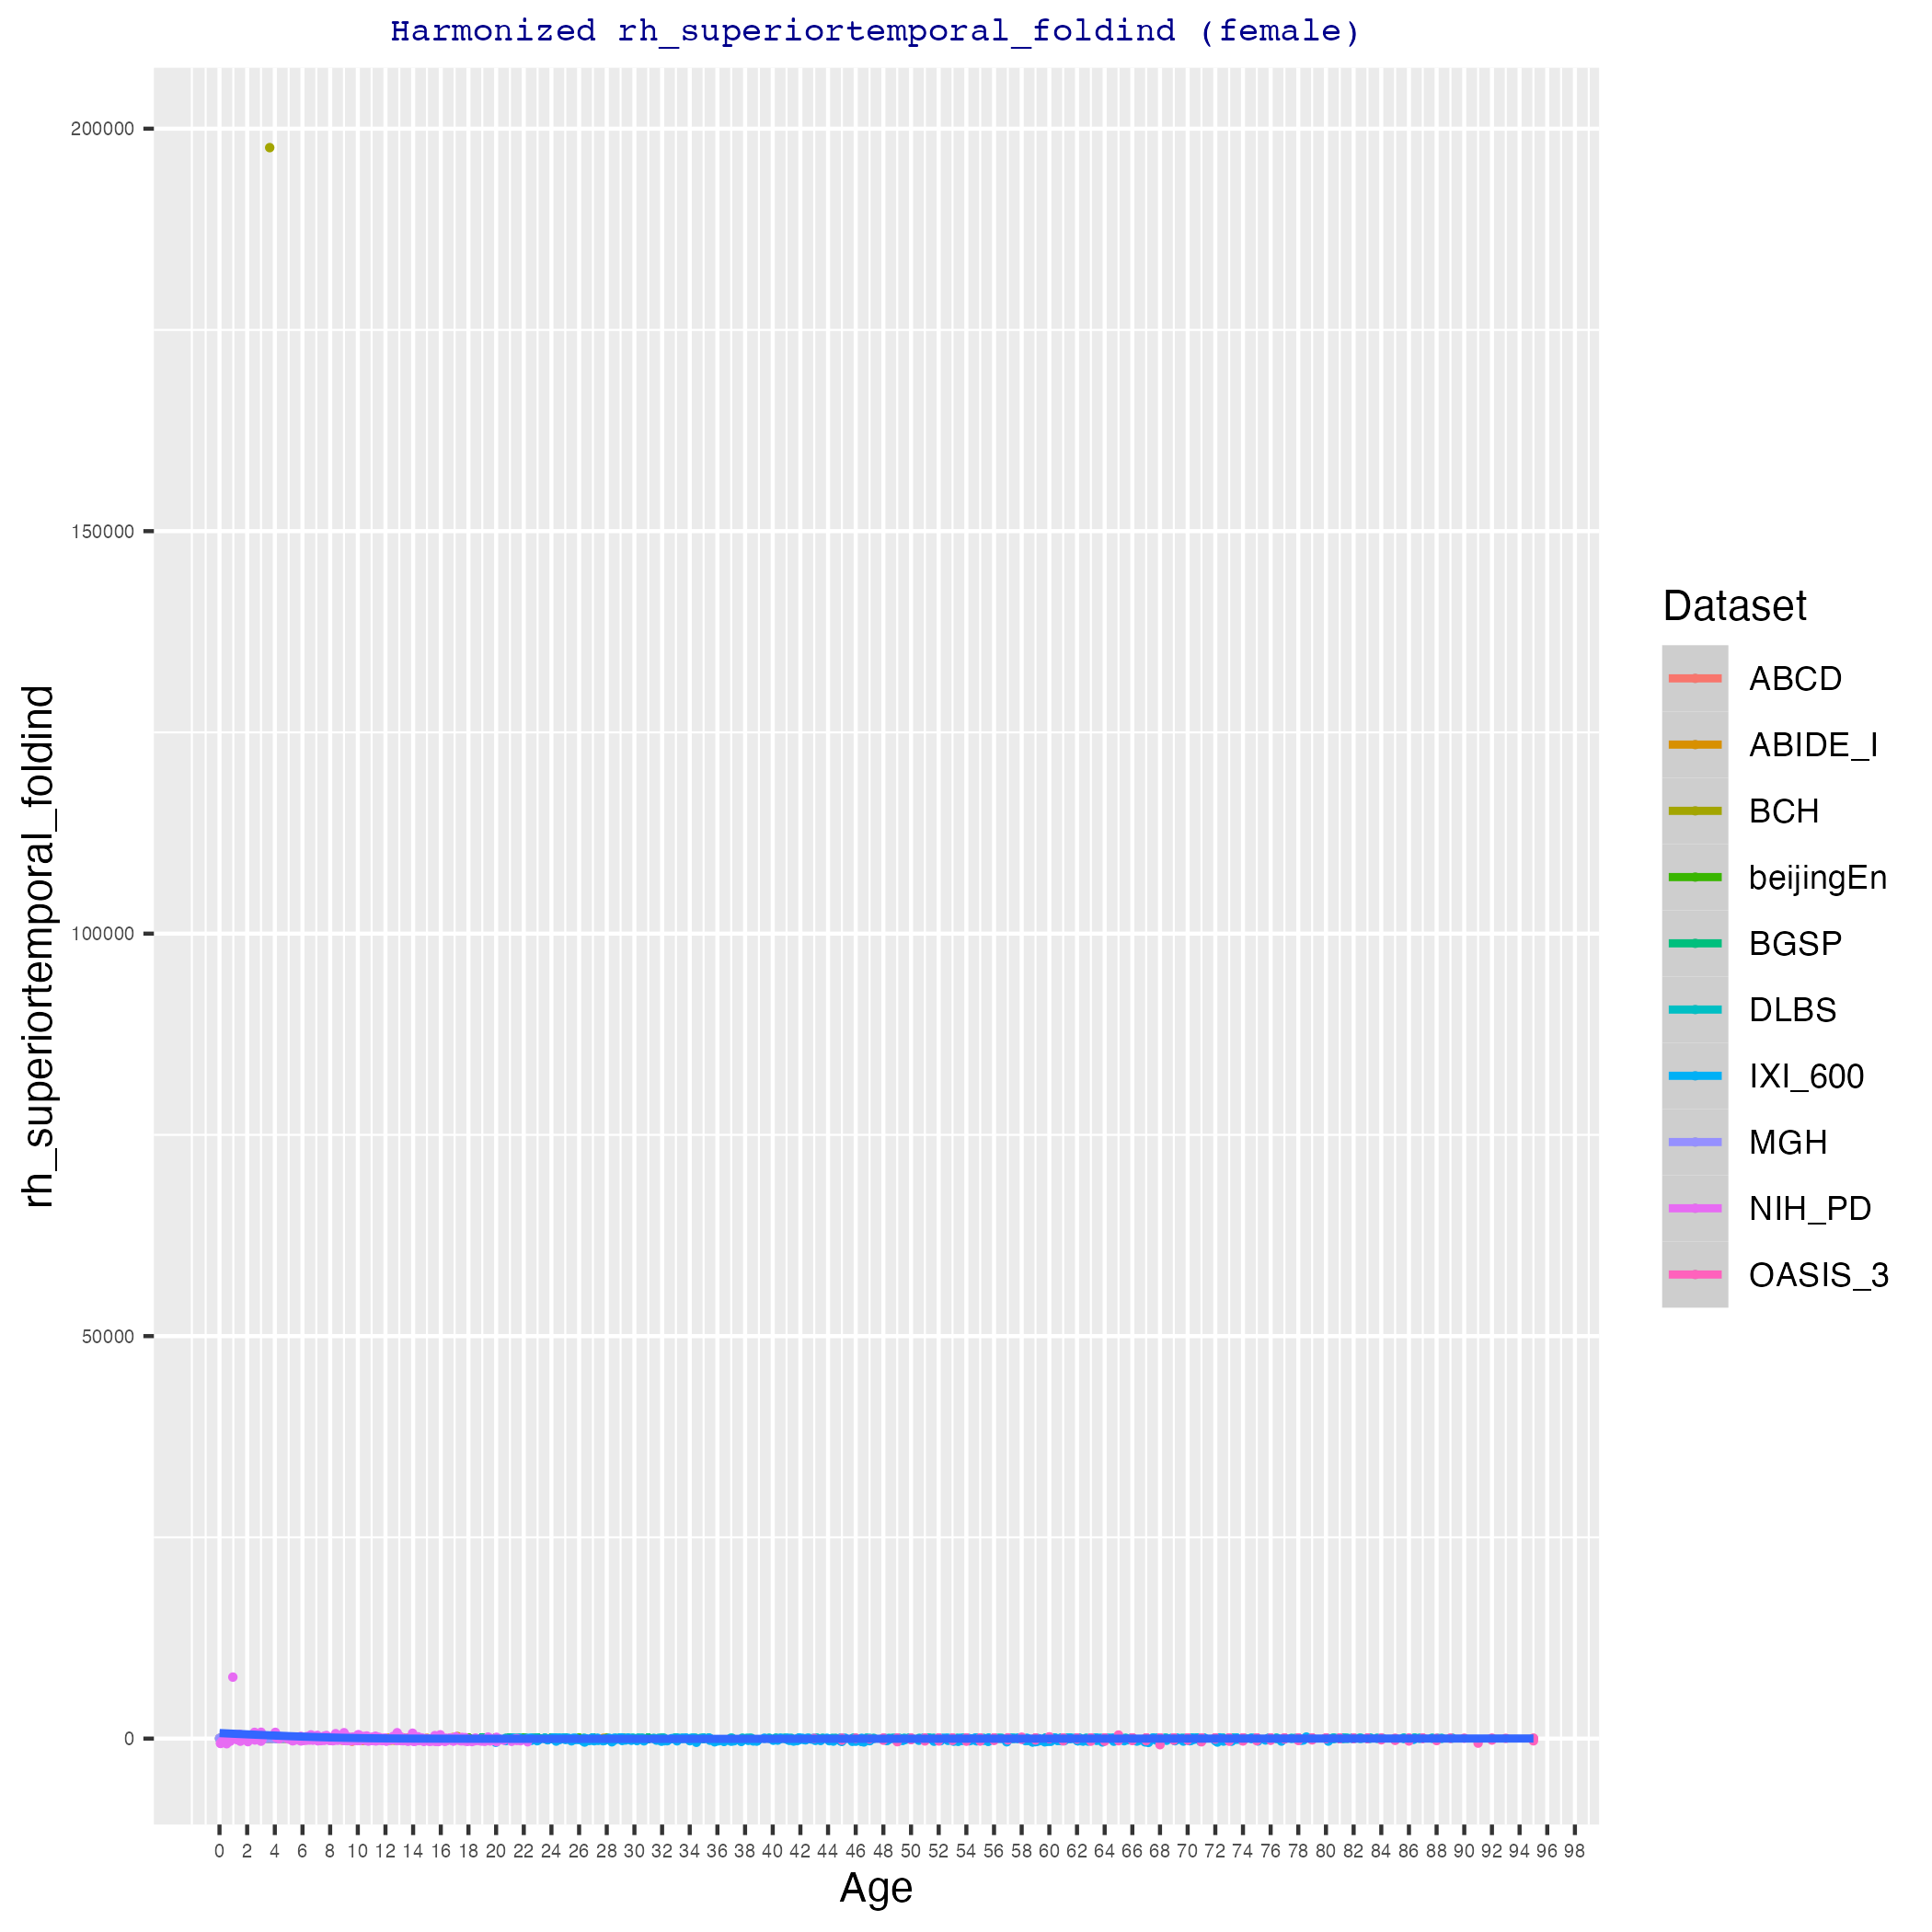 Harmonized rh_superiortemporal_foldind (female)
rh_superiortemporal_foldind
200000
150000
100000
50000
0
0 2 4 6 8 10 12 14 16 18 20 22 24 26 28 30 32 34 36 38 40 42 44 46 48 50 52 54 56 58 60 62 64 66 68 70 72 74 76 78 80 82 84 86 88 90 92 94 96 98
Age
Dataset
ABCD
ABIDE_I
BCH
beijingEn
BGSP
DLBS
IXI_600
MGH
NIH_PD
OASIS_3